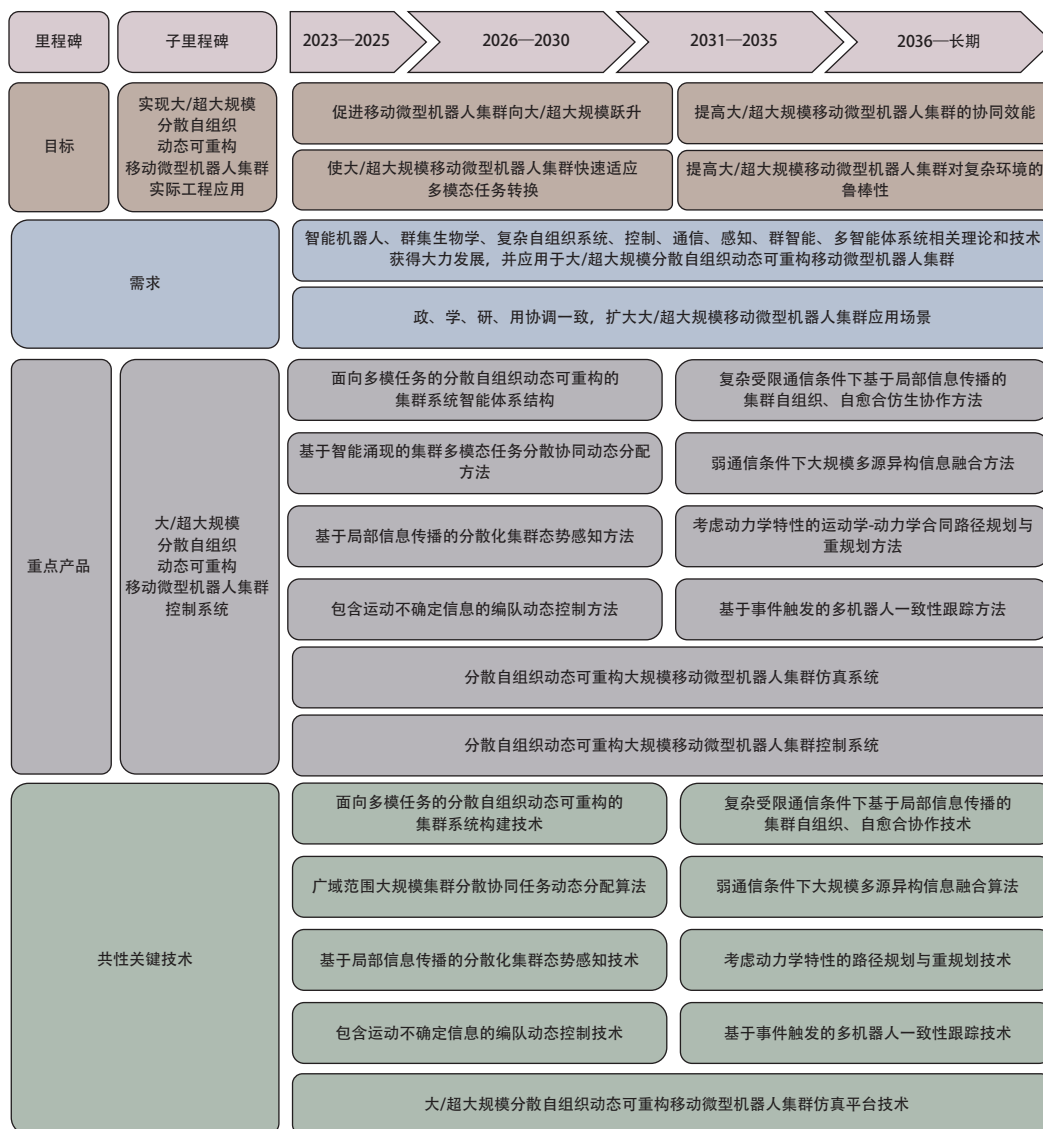 里程碑
子里程碑
2023—2025
2026—2030
2031—2035
2036—长期
目标
实现大/超大规模
分散自组织
动态可重构
移动微型机器人集群
实际工程应用
促进移动微型机器人集群向大/超大规模跃升
提高大/超大规模移动微型机器人集群的协同效能
使大/超大规模移动微型机器人集群快速适应
多模态任务转换
提高大/超大规模移动微型机器人集群对复杂环境的
鲁棒性
需求
智能机器人、群集生物学、复杂自组织系统、控制、通信、感知、群智能、多智能体系统相关理论和技术
获得大力发展，并应用于大/超大规模分散自组织动态可重构移动微型机器人集群
政、学、研、用协调一致，扩大大/超大规模移动微型机器人集群应用场景
重点产品
大/超大规模
分散自组织
动态可重构
移动微型机器人集群
控制系统
面向多模任务的分散自组织动态可重构的
集群系统智能体系结构
复杂受限通信条件下基于局部信息传播的
集群自组织、自愈合仿生协作方法
基于智能涌现的集群多模态任务分散协同动态分配
方法
弱通信条件下大规模多源异构信息融合方法
基于局部信息传播的分散化集群态势感知方法
考虑动力学特性的运动学-动力学合同路径规划与
重规划方法
包含运动不确定信息的编队动态控制方法
基于事件触发的多机器人一致性跟踪方法
分散自组织动态可重构大规模移动微型机器人集群仿真系统
分散自组织动态可重构大规模移动微型机器人集群控制系统
共性关键技术
面向多模任务的分散自组织动态可重构的
集群系统构建技术
复杂受限通信条件下基于局部信息传播的
集群自组织、自愈合协作技术
广域范围大规模集群分散协同任务动态分配算法
弱通信条件下大规模多源异构信息融合算法
基于局部信息传播的分散化集群态势感知技术
考虑动力学特性的路径规划与重规划技术
包含运动不确定信息的编队动态控制技术
基于事件触发的多机器人一致性跟踪技术
大/超大规模分散自组织动态可重构移动微型机器人集群仿真平台技术